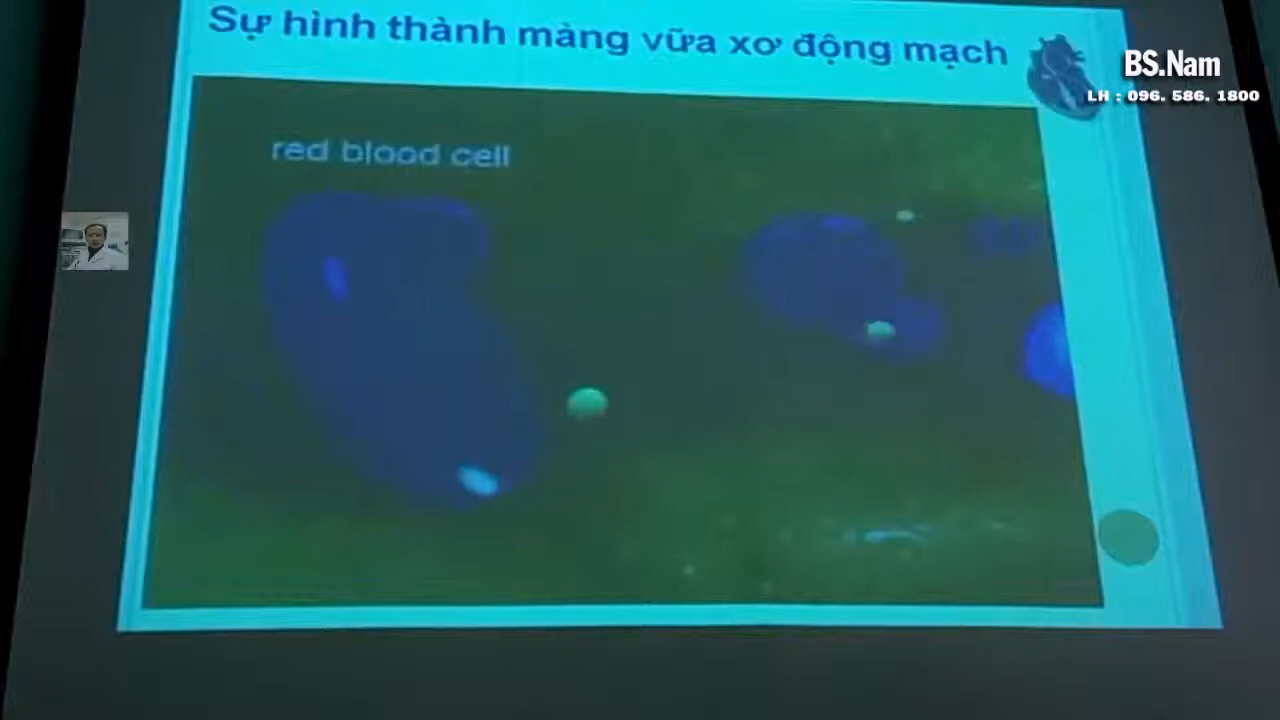 Sự hình thành mảng vữa xơ động mạch
BS.Nam
LH : 096. 586. 1800
red blood cell